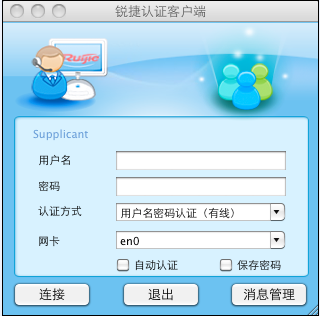 锐捷认证客户端
Ruijie
Supplicant
用户名
密码
认证方式 用户名密码认证（有线）
网卡 en0
自动认证 保存密码
连接 退出 消息管理